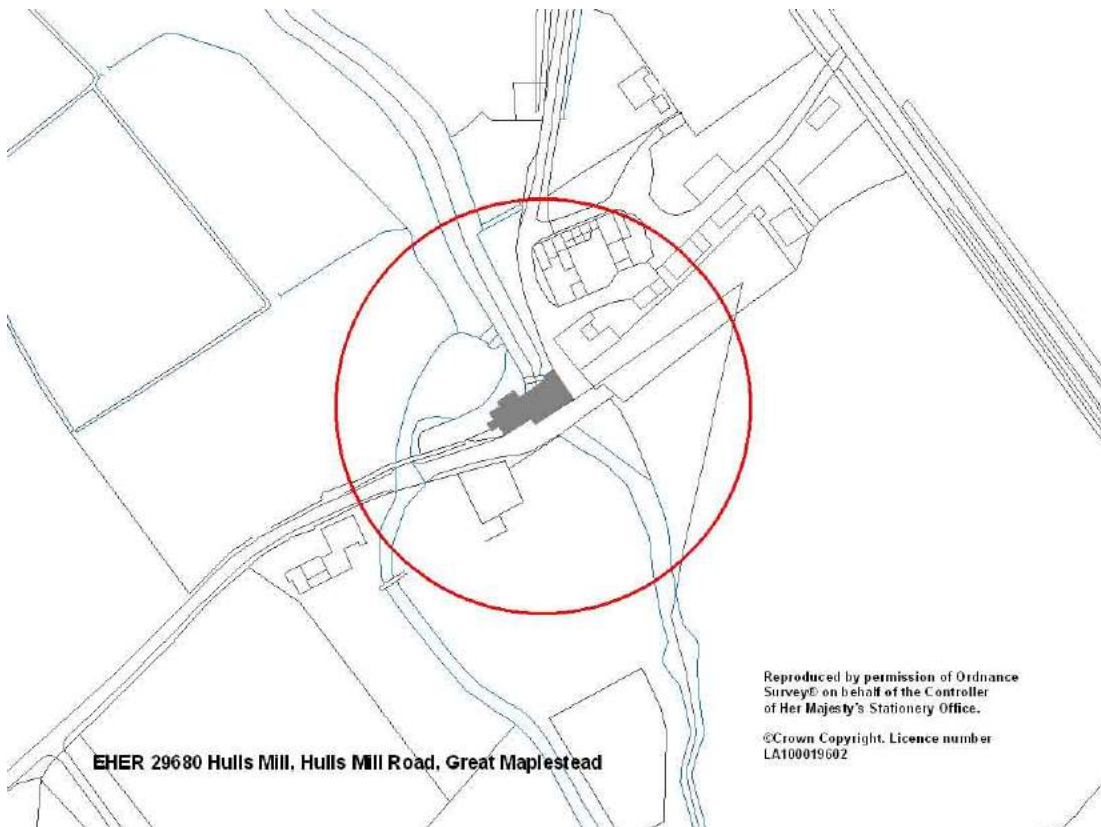 Reproduced by permission of Ordnance
Survey© on behalf of the Controller
of Her Majesty's Stationery Office.
©Crown Copyright. Licence number
LA100019602
EHER 29680 Hulls Mill, Hulls Mill Road, Great Maplestead